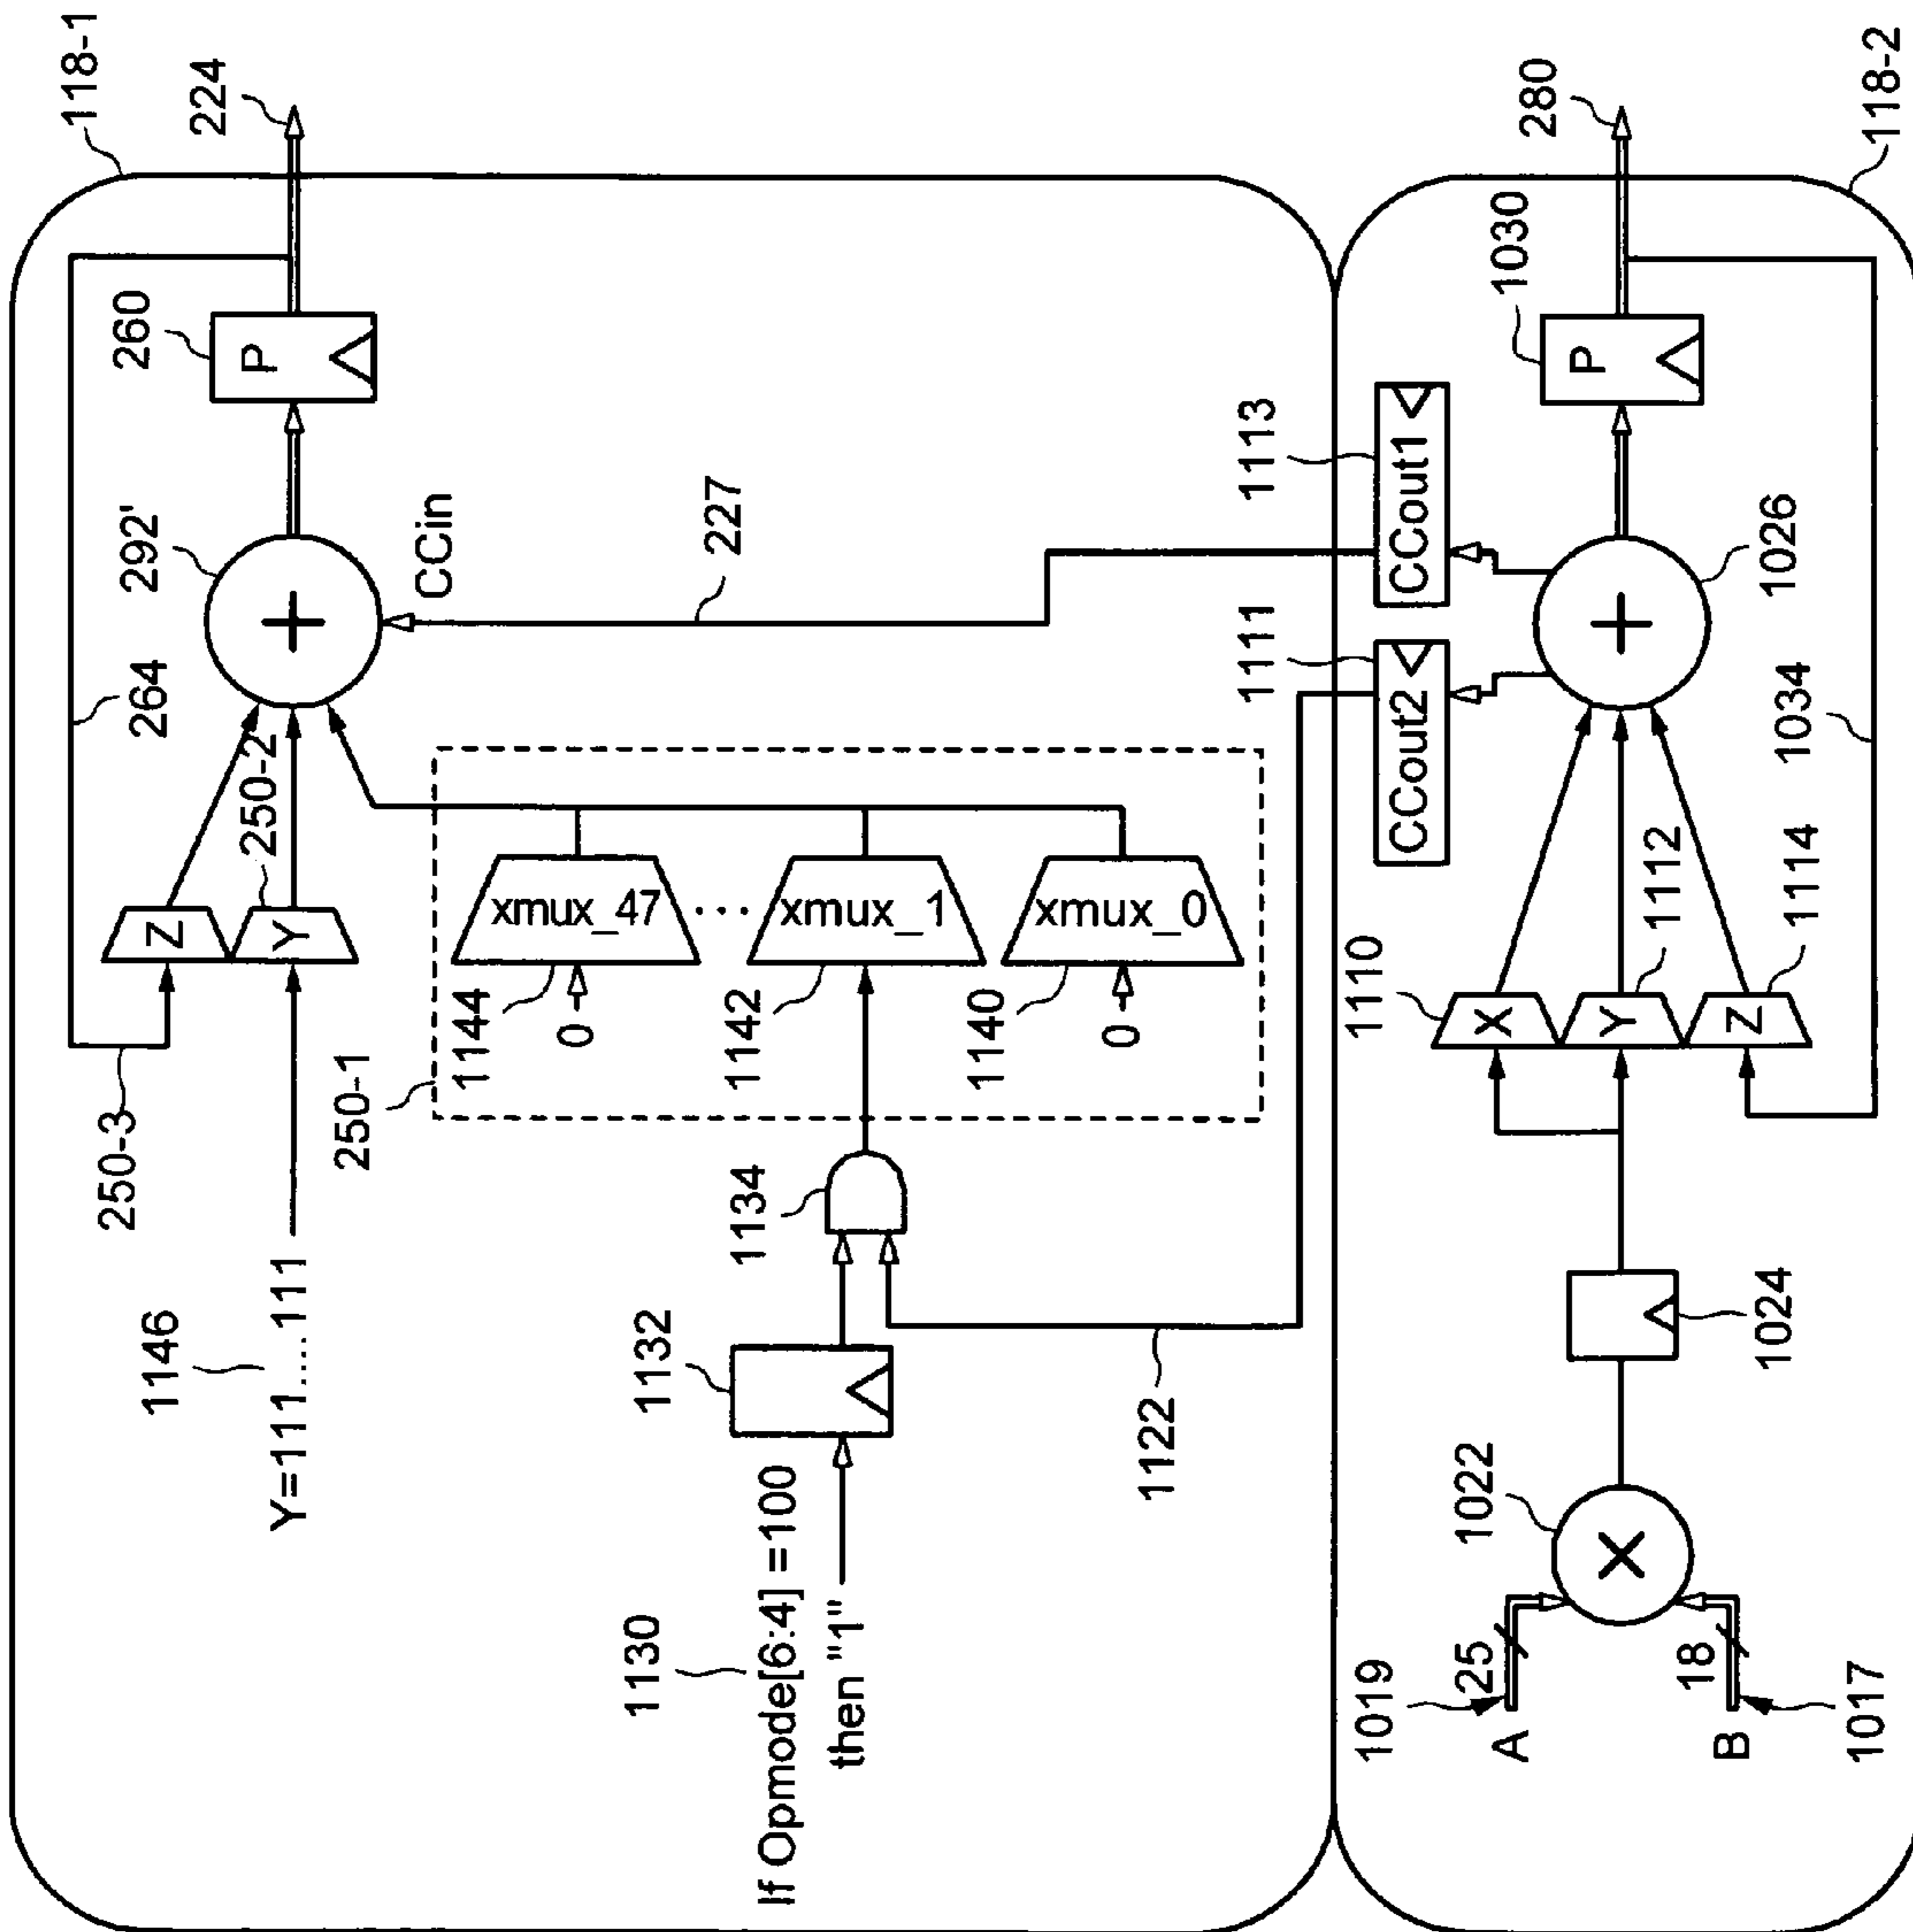 118-1
224
260
P
292'
264
CCin
227
250-2
Z
Y
250-3
1146
Y=111....111
250-1
xmux_47
...
xmux_1
xmux_0
1144
1142
1140
0
0
1134
1132
1130
If Opmode[6:4] =100
then "1"
1122
118-2
280
1030
P
1113
CCout1
1111
CCout2
1026
1034
1110
1112
1114
X
Y
Z
1024
1022
1019
25
A
18
B
1017